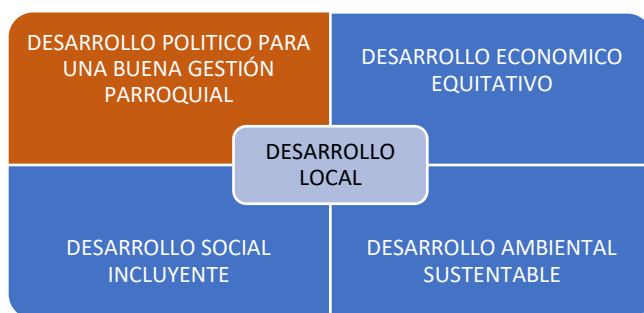 DESARROLLO POLITICO PARA
UNA BUENA GESTIÓN
PARROQUIAL
DESARROLLO ECONOMICO
EQUITATIVO
DESARROLLO
LOCAL
DESARROLLO SOCIAL
INCLUYENTE
DESARROLLO AMBIENTAL
SUSTENTABLE